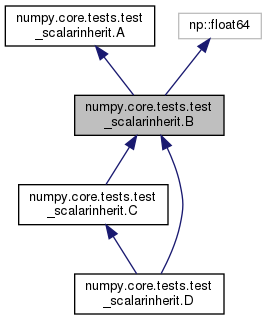 numpy.core.tests.test
_scalarinherit.A
np::float64
numpy.core.tests.test
_scalarinherit.B
numpy.core.tests.test
_scalarinherit.C
numpy.core.tests.test
_scalarinherit.D